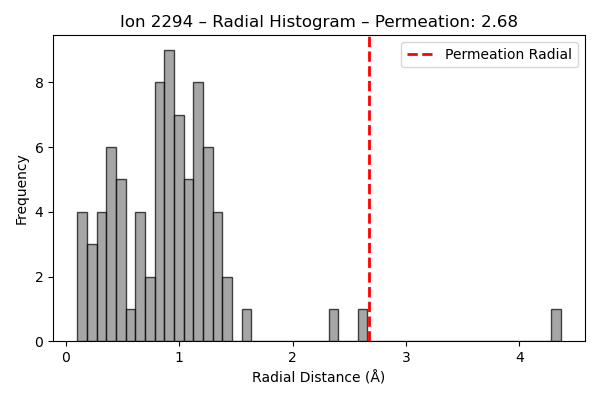 Ion 2294 – Radial Histogram – Permeation: 2.68
Permeation Radial
Frequency
8
6
4
2
0
0 1 2 3 4
Radial Distance (Å)